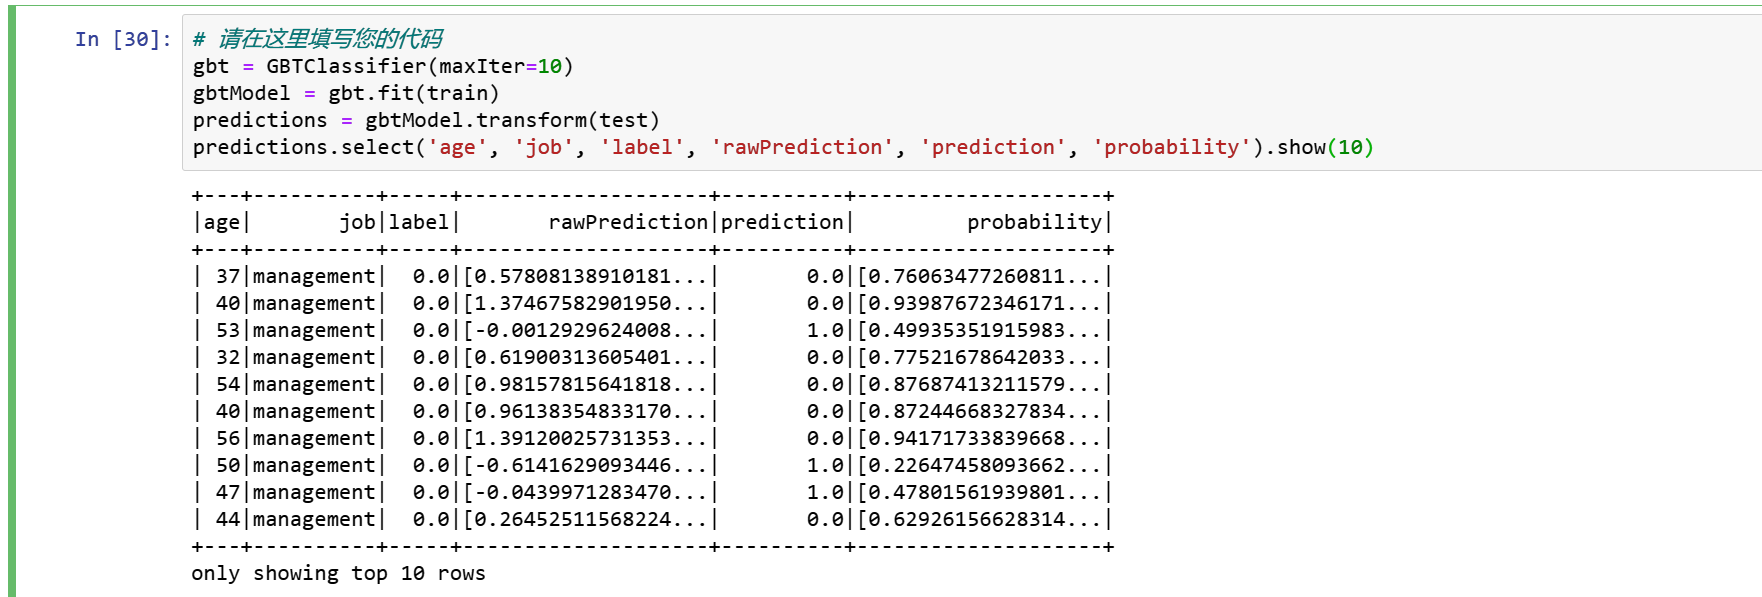 In [30]: # 请在这里填写您的代码
gbt = GBTClassifier(maxIter=10)
gbtModel = gbt.fit(train)
predictions = gbtModel.transform(test)
predictions.select('age', 'job', 'label', 'rawPrediction', 'prediction', 'probability').show(10)
+---+----------+-----+--------------------+----------+--------------------+
|age|       job|label|       rawPrediction|prediction|         probability|
+---+----------+-----+--------------------+----------+--------------------+
| 37|management|  0.0|[0.57808138910181...|       0.0|[0.76063477260811...|
| 40|management|  0.0|[1.37467582901950...|       0.0|[0.93987672346171...|
| 53|management|  0.0|[-0.0012929624008...|       1.0|[0.49935351915983...|
| 32|management|  0.0|[0.61900313605401...|       0.0|[0.77521678642033...|
| 54|management|  0.0|[0.98157815641818...|       0.0|[0.87687413211579...|
| 40|management|  0.0|[0.96138354833170...|       0.0|[0.87244668327834...|
| 56|management|  0.0|[1.39120025731353...|       0.0|[0.94171733839668...|
| 50|management|  0.0|[-0.6141629093446...|       1.0|[0.22647458093662...|
| 47|management|  0.0|[-0.0439971283470...|       1.0|[0.47801561939801...|
| 44|management|  0.0|[0.26452511568224...|       0.0|[0.62926156628314...|
+---+----------+-----+--------------------+----------+--------------------+
only showing top 10 rows